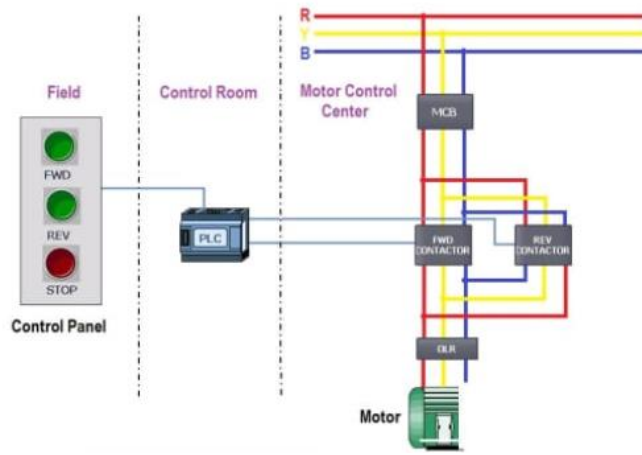 R
Y
B
Field
Control Room
Motor Control
Center
MCB
FWD
REV
STOP
Control Panel
PLC
FWD
CONTACTOR
REV
CONTACTOR
OLR
Motor